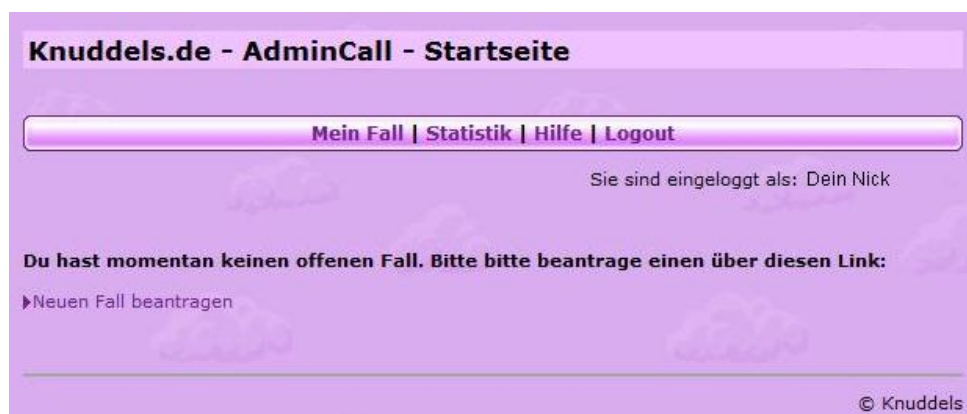 Knuddels.de - AdminCall - Startseite
Mein Fall | Statistik | Hilfe | Logout
Sie sind eingeloggt als: Dein Nick
Du hast momentan keinen offenen Fall. Bitte bitte beantrage einen über diesen Link:
Neuen Fall beantragen
© Knuddels